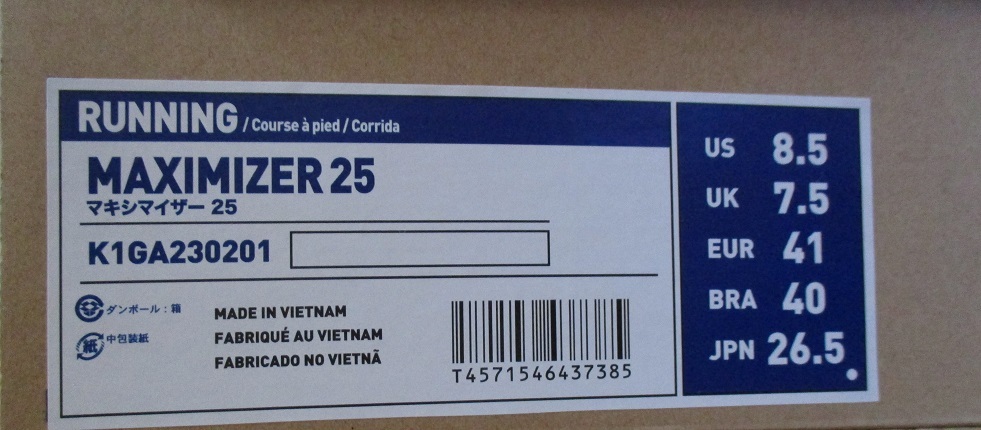 RUNNING / Course à pied / Corrida
MAXIMIZER 25
マキシマイザー 25
K1GA230201
ダンボール：箱
紙 中包装紙
MADE IN VIETNAM
FABRIQUÉ AU VIETNAM
FABRICADO NO VIETNÃ
T4571546437385
US 8.5
UK 7.5
EUR 41
BRA 40
JPN 26.5